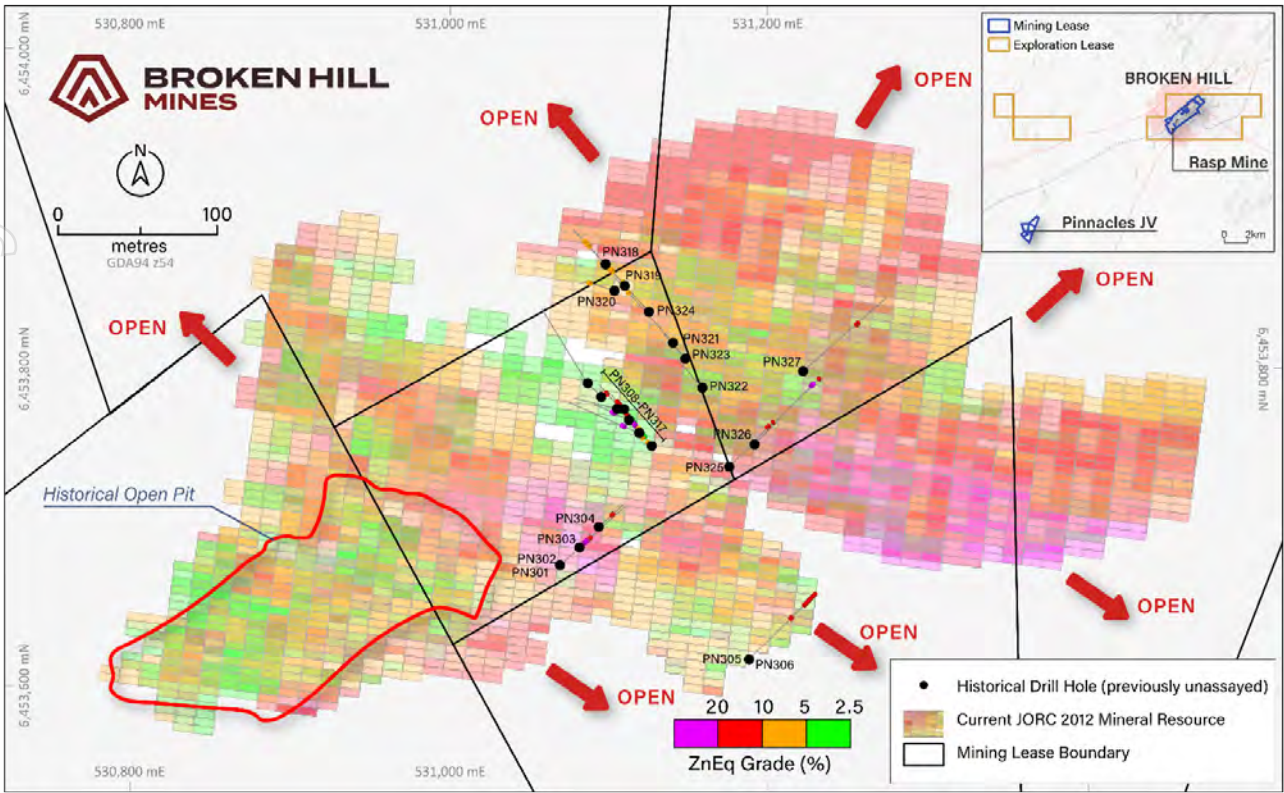 530,800 mE
531,000 mE
531,200 mE
6,454,000 mN
BROKEN HILL
MINES
N
0 100
metres
GDA94 z54
Mining Lease
Exploration Lease
BROKEN HILL
Rasp Mine
Pinnacles JV
0 2km
OPEN
OPEN
OPEN
OPEN
PN318
PN319
PN320
PN324
PN321
PN323
PN322
PN327
PN308-PN317
PN326
PN325
6,453,800 mN
6,453,800 mN
Historical Open Pit
PN304
PN303
PN302
PN301
PN305
PN306
OPEN
OPEN
OPEN
6,453,600 mN
20 10 5 2.5
ZnEq Grade (%)
Historical Drill Hole (previously unassayed)
Current JORC 2012 Mineral Resource
Mining Lease Boundary
530,800 mE
531,000 mE